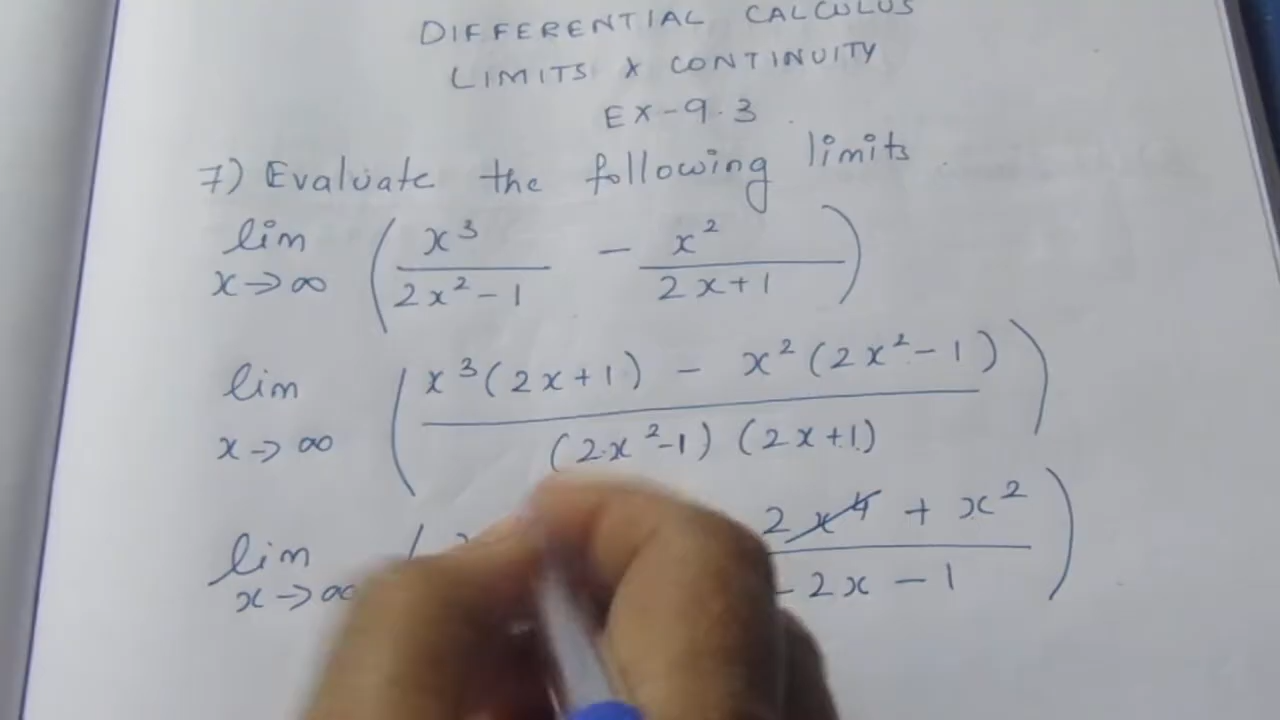 DIFFERENTIAL CALCULUS
LIMITS & CONTINUITY
EX-9.3
7) Evaluate the following limits.
lim x→∞ ( x³ / 2x²-1 - x² / 2x+1 )
lim x→∞ ( x³(2x+1) - x²(2x²-1) / (2x²-1)(2x+1) )
lim x→∞ ( 2x⁴ + x² / - 2x - 1 )